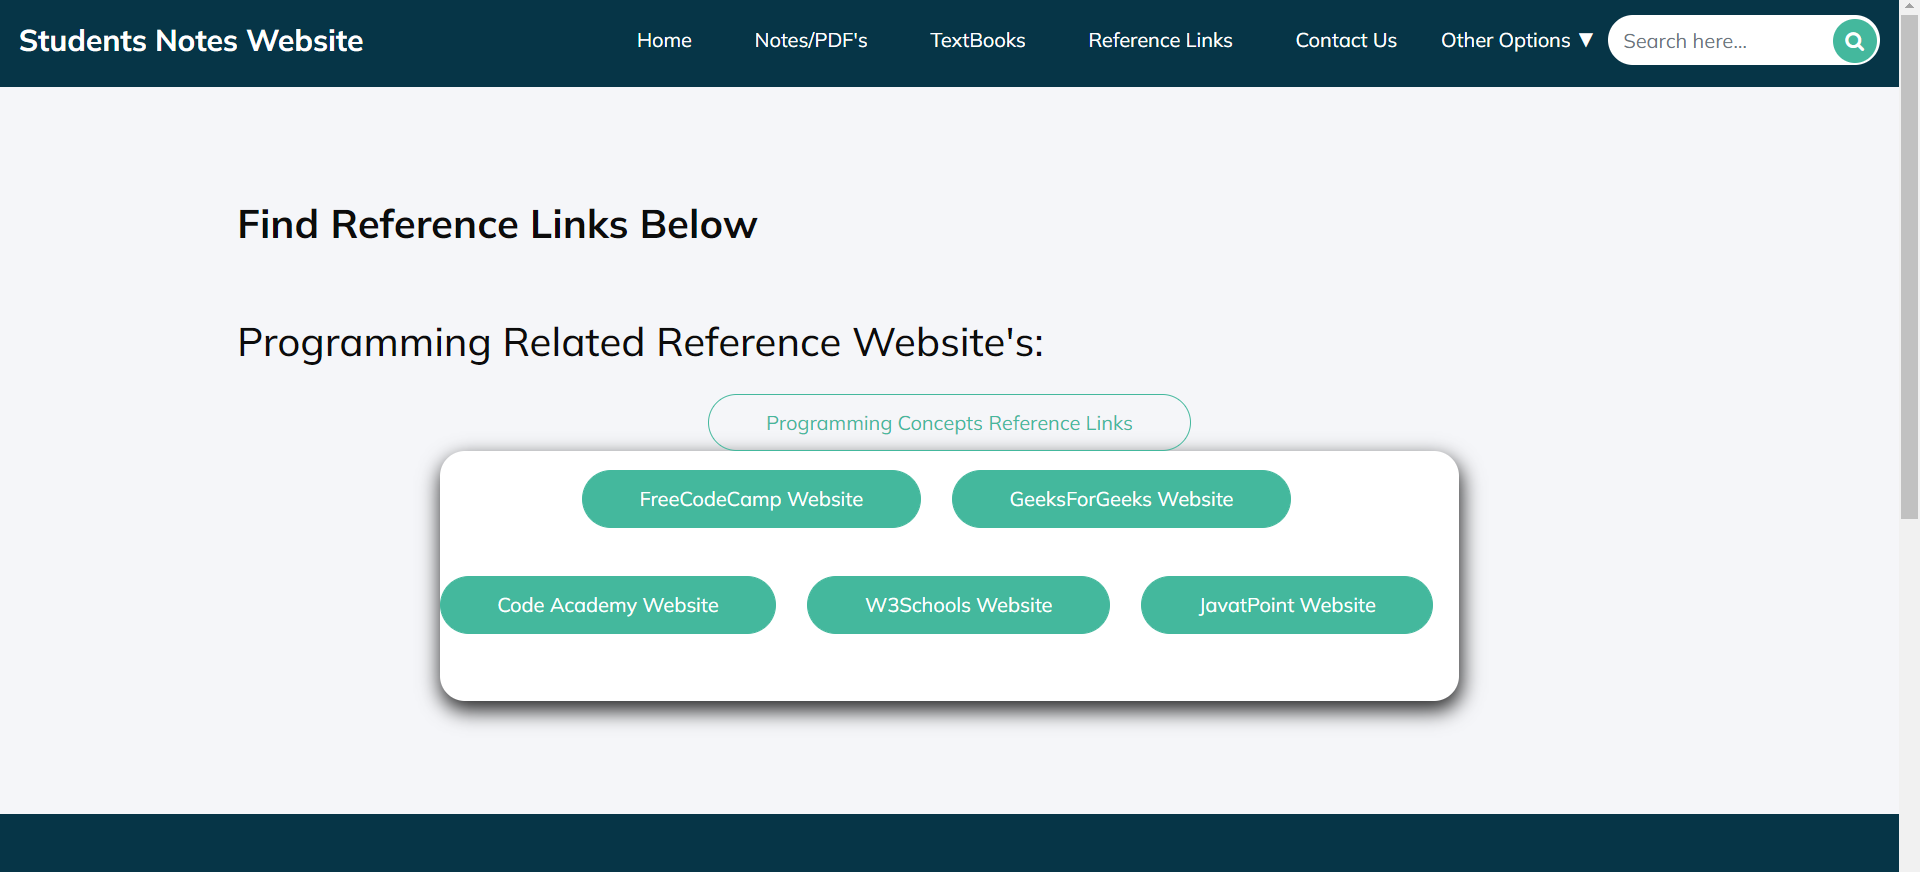 Students Notes Website
Home Notes/PDF's TextBooks Reference Links Contact Us Other Options ▼ Search here...
Find Reference Links Below
Programming Related Reference Website's:
Programming Concepts Reference Links
FreeCodeCamp Website GeeksForGeeks Website
Code Academy Website W3Schools Website JavatPoint Website